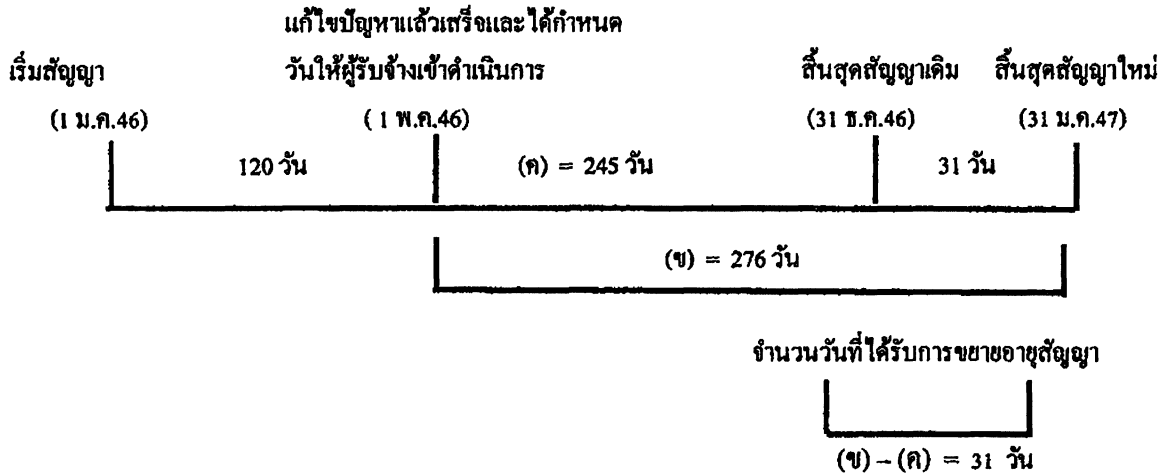 แก้ไขปัญหาแล้วเสร็จและได้กำหนด
เริ่มสัญญา วันให้ผู้รับจ้างเข้าดำเนินการ สิ้นสุดสัญญาเดิม สิ้นสุดสัญญาใหม่
(1 ม.ค.46) ( 1 พ.ค.46) (31 ธ.ค.46) (31 ม.ค.47)
120 วัน (ค) = 245 วัน 31 วัน
(ข) = 276 วัน
จำนวนวันที่ได้รับการขยายอายุสัญญา
(ข) – (ค) = 31 วัน